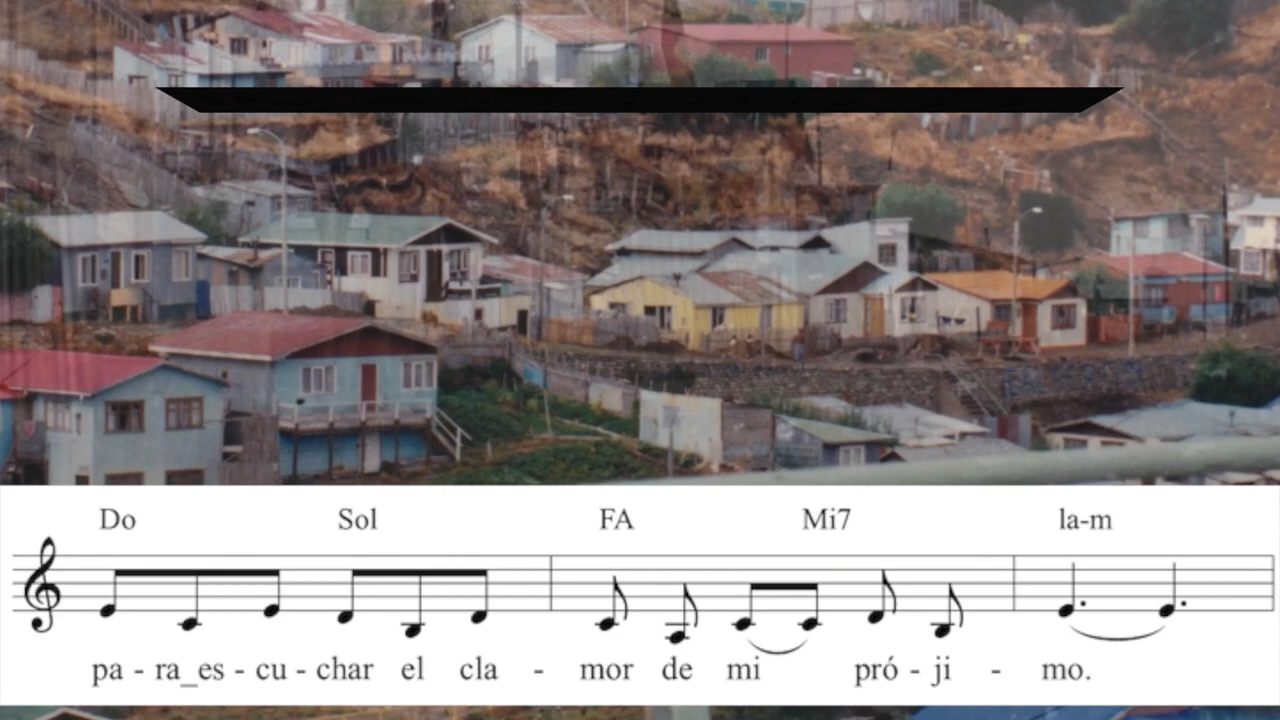 Do Sol FA Mi7 la-m
pa - ra_es - cu - char el cla - mor de mi pró - ji - mo.